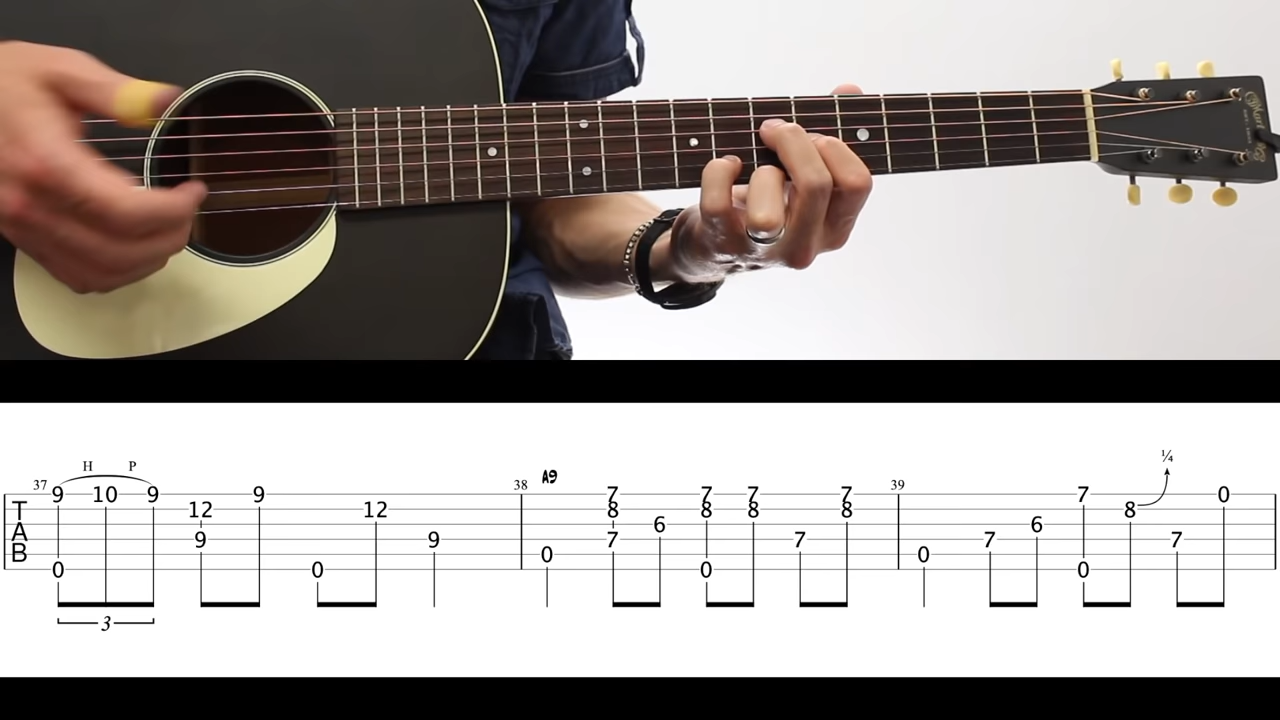 H P
37 9 10 9 9 38 A9 7 7 7 7 39 7 ¼ 0
T 12 12 8 8 8 8 8
A 6 6
9 9 7 7 7 7
B 0 0
0 0 0 0
3